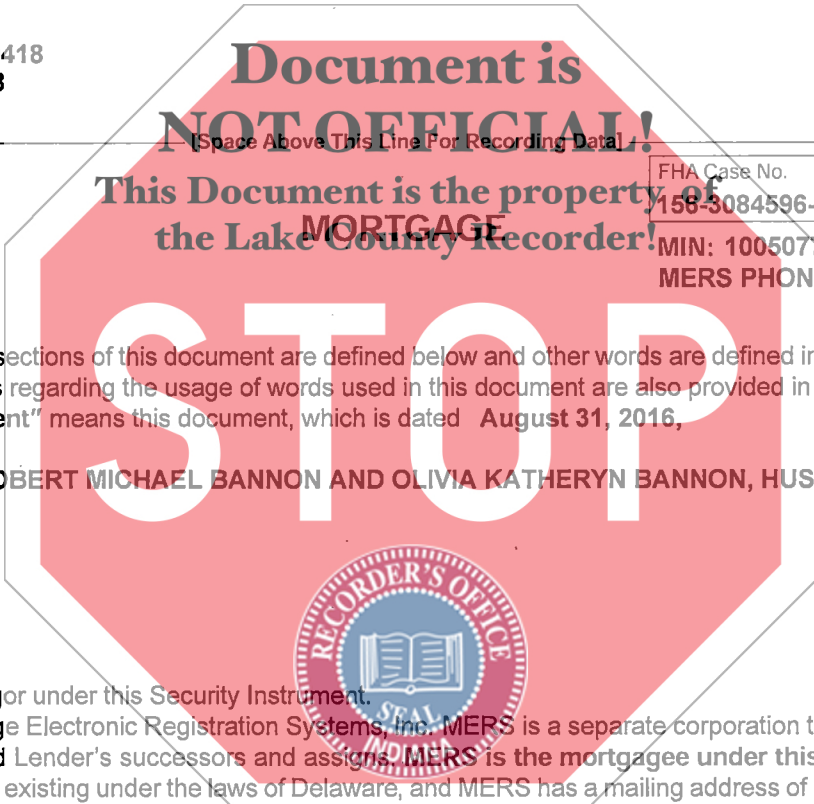 418
Document is
NOT OFFICIAL!
[Space Above This Line For Recording Data]
FHA Case No.
This Document is the property of
156-3084596-
MORTGAGE
the Lake County Recorder!
MIN: 100507
MERS PHON
STOP
sections of this document are defined below and other words are defined in
s regarding the usage of words used in this document are also provided in
ent" means this document, which is dated August 31, 2016,
OBERT MICHAEL BANNON AND OLIVIA KATHERYN BANNON, HUS
RECORDER'S OFFICE
SEAL
INDIANA
gor under this Security Instrument.
ge Electronic Registration Systems, Inc. MERS is a separate corporation t
d Lender's successors and assigns. MERS is the mortgagee under this
existing under the laws of Delaware, and MERS has a mailing address of